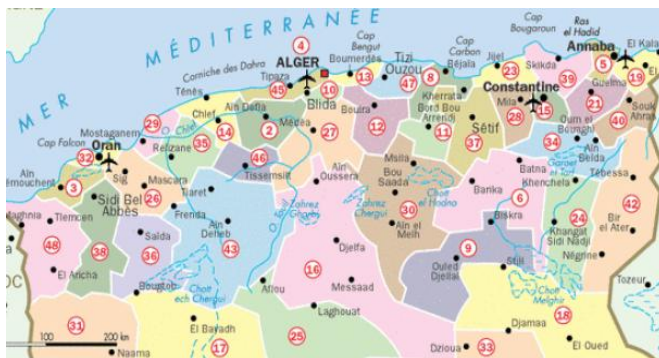 Cap
Bougaroun
Ras
el Hadid
MÉDITERRANÉE
4
Cap
Bengut
Cap
Carbon
Annaba
El Kala
ALGER
Boumerdès
Tizi
Ouzou
Béjaïa
Jijel
Skikda
5
Corniche des Dahra
Tipaza
45
10
13
47
8
23
39
Guelma
19
Ténès
Blida
Bouira
Kherrata
Constantine
Mila
28
15
21
40
Souk
Ahras
MER
29
Chlef
Aïn Defla
14
2
Médéa
27
12
Bord Bou
Arreridj
11
Sétif
37
Oum el
Bouaghi
Cap Falcon
Mostaganem
O. Chlef
35
Relizane
34
Aïn
Beïda
Garaet
et Tarf
32
Oran
46
Tissemsilt
Aïn
Oussera
Msila
Bou
Saada
Chott
el Hodna
Batna
Khenchela
Tébessa
Aïn
Sig
Mascara
Tiaret
Barika
6
3
Sidi Bel
Abbès
26
Frenda
Zahrez
Gharbi
Zahrez
Chergui
30
Biskra
24
42
Tlemcen
Aïn
Deheb
Aïn el Melh
Khangat
Sidi Nadji
Bir
el Ater
48
38
Saïda
36
43
Djelfa
9
Négrine
El Aricha
16
Ouled
Djellal
Still
Bougtob
Chott
ech Chergui
Aflou
Messaad
Chott
Melghir
Tozeur
31
100
200 km
El Bayadh
Laghouat
Djamaa
18
Naama
17
25
Dzioua
33
El Oued